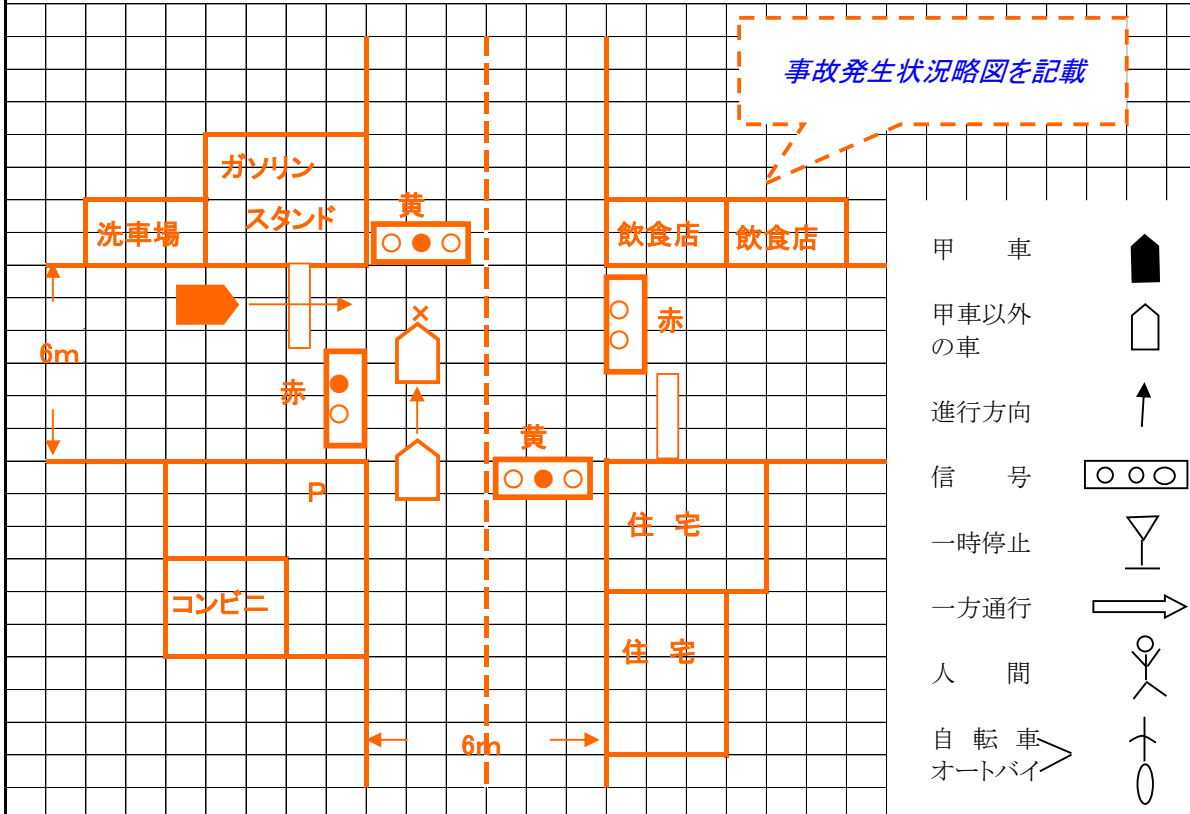 事故発生状況略図を記載
ガソリン
スタンド
洗車場
黄
飲食店
飲食店
赤
6m
赤
黄
P
住 宅
コンビニ
住 宅
6m
甲 車
甲車以外
の車
進行方向
信 号
一時停止
一方通行
人 間
自 転 車
オートバイ